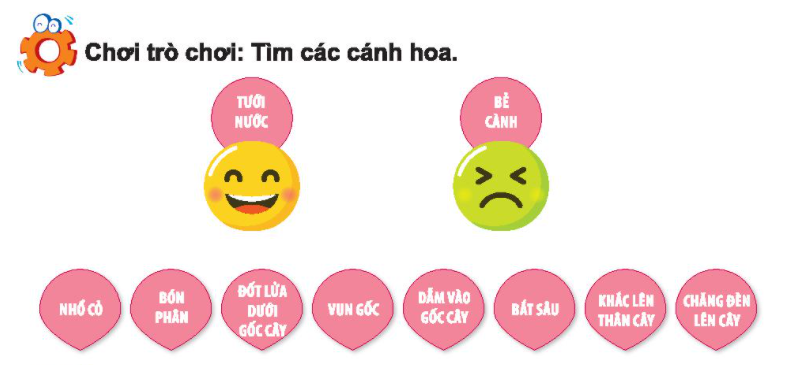 Chơi trò chơi: Tìm các cánh hoa.
TƯỚI
NƯỚC
BẺ
CÀNH
NHỔ CỎ
BÓN
PHÂN
ĐỐT LỬA
DƯỚI
GỐC CÂY
VUN GỐC
DẪM VÀO
GỐC CÂY
BẮT SÂU
KHẮC LÊN
THÂN CÂY
CHĂNG ĐÈN
LÊN CÂY